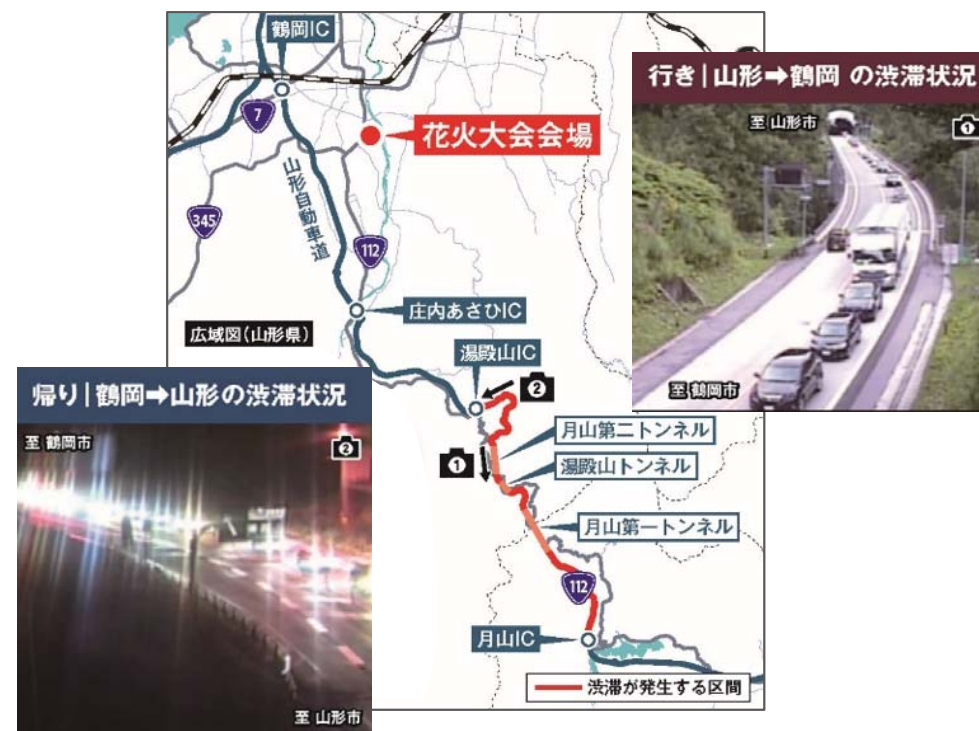 鶴岡IC
7
花火大会会場
山形自動車道
345
112
庄内あさひIC
広域図(山形県)
湯殿山IC
2
月山第二トンネル
1
湯殿山トンネル
月山第一トンネル
112
月山IC
渋滞が発生する区間
行き|山形➡鶴岡 の渋滞状況
至 山形市
1
至 鶴岡市
帰り|鶴岡➡山形の渋滞状況
至 鶴岡市
2
至 山形市